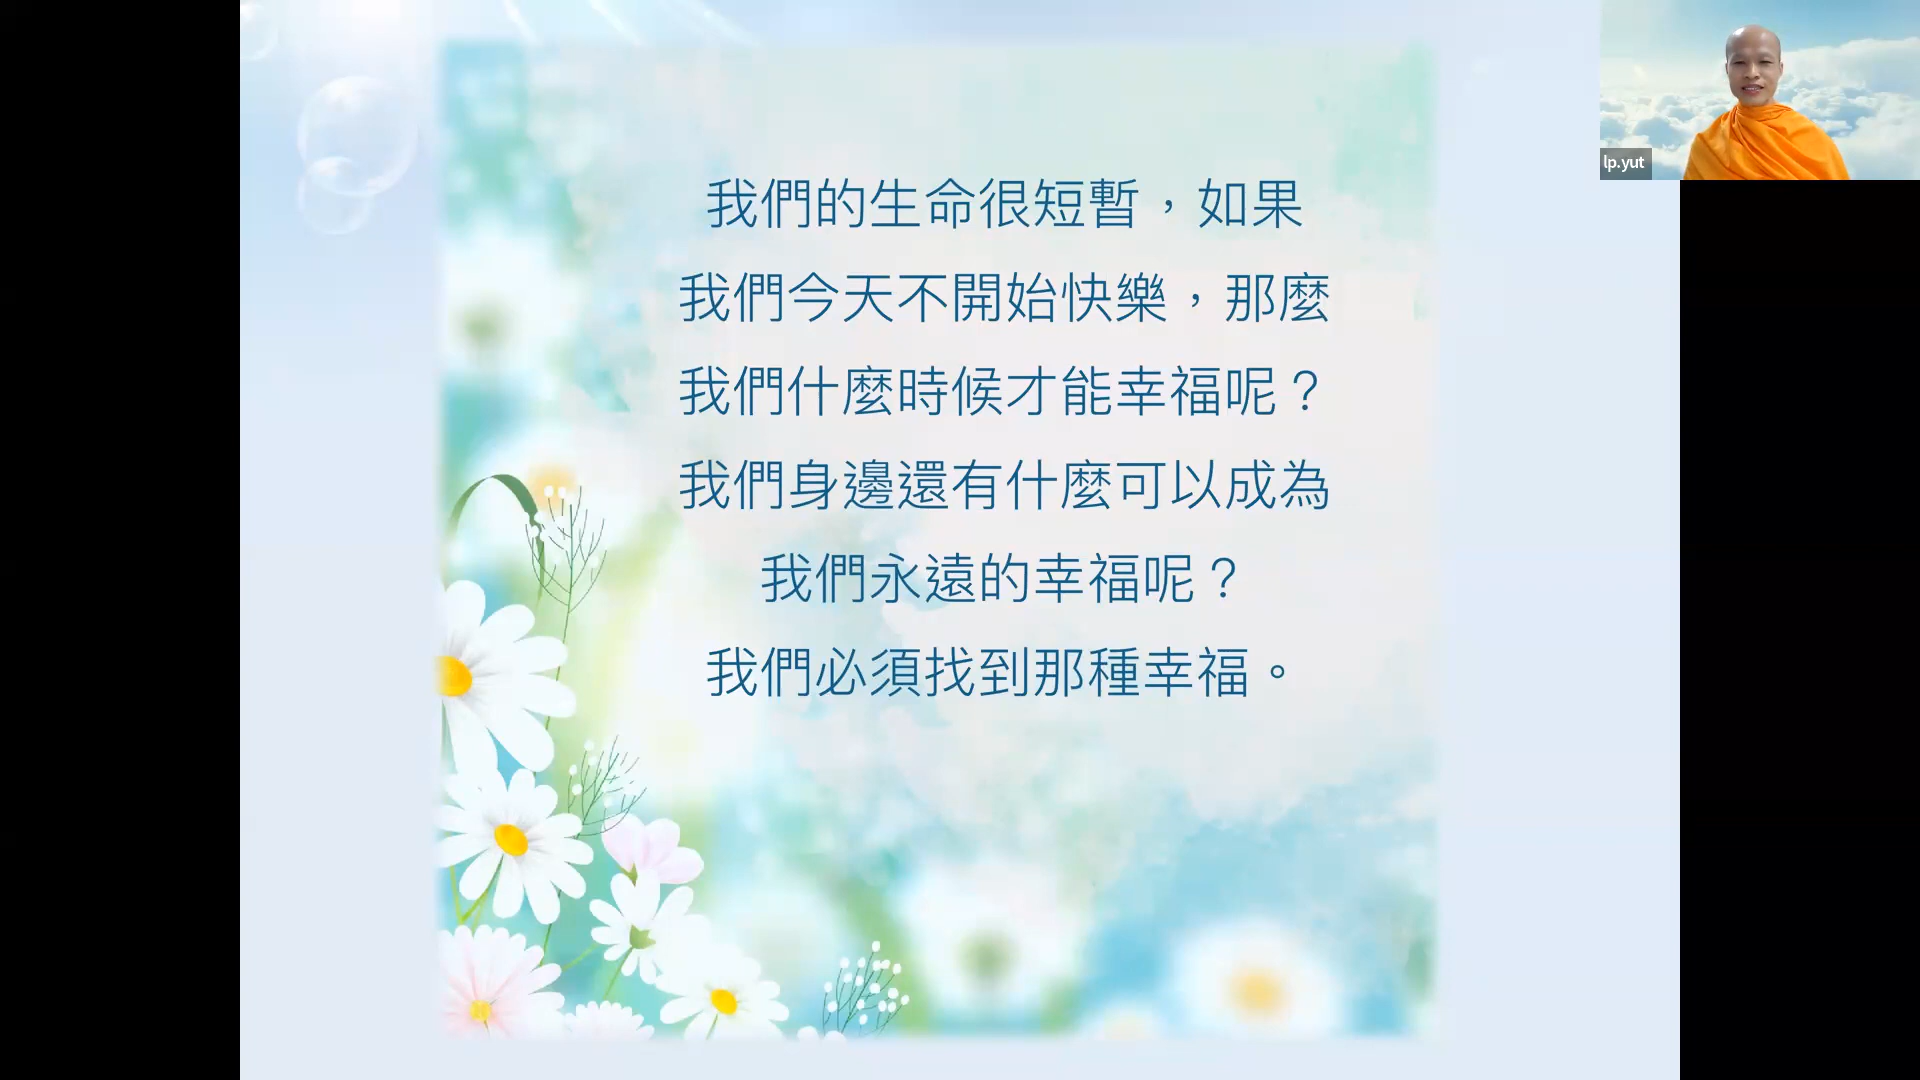 我們的生命很短暫，如果
我們今天不開始快樂，那麼
我們什麼時候才能幸福呢？
我們身邊還有什麼可以成為
我們永遠的幸福呢？
我們必須找到那種幸福。
lp.yut